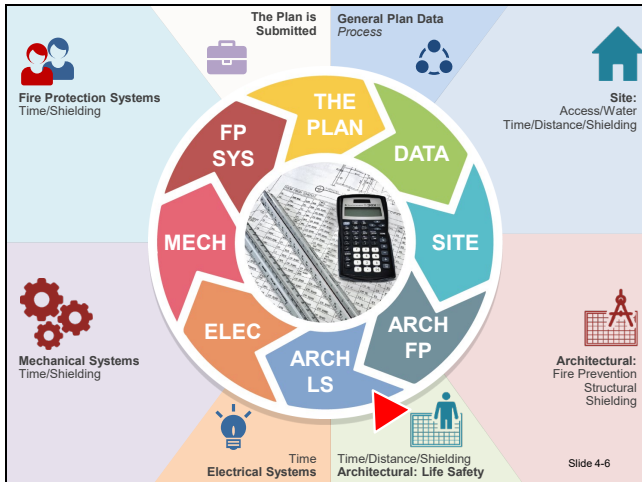 The Plan is
Submitted
General Plan Data
Process
Fire Protection Systems
Time/Shielding
Site:
Access/Water
Time/Distance/Shielding
THE
PLAN
DATA
SITE
ARCH
FP
ARCH
LS
ELEC
MECH
FP
SYS
Mechanical Systems
Time/Shielding
Architectural:
Fire Prevention
Structural
Shielding
Time
Electrical Systems
Time/Distance/Shielding
Architectural: Life Safety
Slide 4-6